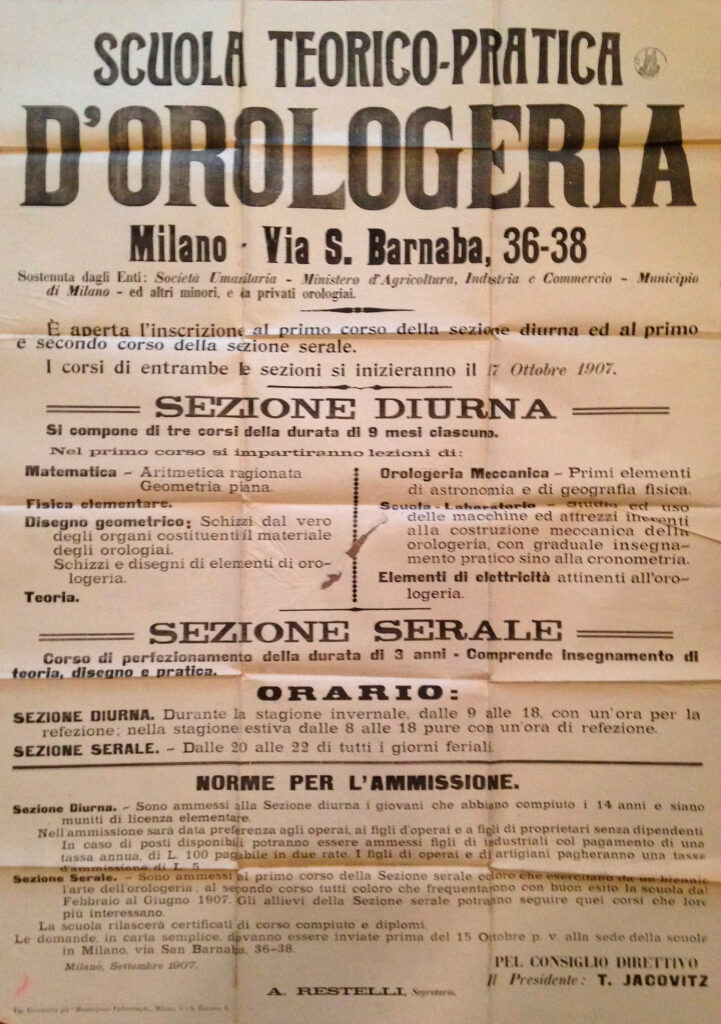 SCUOLA TEORICO-PRATICA
D'OROLOGERIA
Milano - Via S. Barnaba, 36-38
Sostenuta dagli Enti: Società Umanitaria - Ministero d'Agricoltura, Industria e Commercio - Municipio
di Milano - ed altri minori, e da privati orologiai.
È aperta l'inscrizione al primo corso della sezione diurna ed al primo
e secondo corso della sezione serale.
I corsi di entrambe le sezioni si inizieranno il 17 Ottobre 1907.
SEZIONE DIURNA
Si compone di tre corsi della durata di 9 mesi ciascuno.
Nel primo corso si impartiranno lezioni di:
Matematica - Aritmetica ragionata
Geometria piana.
Fisica elementare.
Disegno geometrico; Schizzi dal vero
degli organi costituenti il materiale
degli orologiai.
Schizzi e disegni di elementi di oro-
logeria.
Teoria.
Orologeria Meccanica - Primi elementi
di astronomia e di geografia fisica.
Scuola-Laboratorio - Studio ed uso
delle macchine ed attrezzi inerenti
alla costruzione meccanica della
orologeria, con graduale insegna-
mento pratico sino alla cronometria.
Elementi di elettricità attinenti all'oro-
logeria.
SEZIONE SERALE
Corso di perfezionamento della durata di 3 anni - Comprende insegnamento di
teoria, disegno e pratica.
ORARIO:
SEZIONE DIURNA. Durante la stagione invernale, dalle 9 alle 18, con un'ora per la
refezione; nella stagione estiva dalle 8 alle 18 pure con un'ora di refezione.
SEZIONE SERALE. - Dalle 20 alle 22 di tutti i giorni feriali.
NORME PER L'AMMISSIONE.
Sezione Diurna. - Sono ammessi alla Sezione diurna i giovani che abbiano compiuto i 14 anni e siano
muniti di licenza elementare.
Nell'ammissione sarà data preferenza agli operai, ai figli d'operai e a figli di proprietari senza dipendenti
In caso di posti disponibili potranno essere ammessi figli di industriali col pagamento di una
tassa annua, di L. 100 pagabile in due rate. I figli di operai e di artigiani pagheranno una tassa
d'ammissione di L. 5.
Sezione Serale. - Sono ammessi al primo corso della Sezione serale coloro che esercitano da un biennio
l'arte dell'orologeria: al secondo corso tutti coloro che frequentarono con buon esito la scuola dal
Febbraio al Giugno 1907. Gli allievi della Sezione serale potranno seguire quei corsi che loro
più interessano.
La scuola rilascerà certificati di corso compiuto e diplomi.
Le domande, in carta semplice, dovranno essere inviate prima del 15 Ottobre p. v. alla sede della scuola
in Milano, via San Barnaba, 36-38.
Milano, Settembre 1907.
PEL CONSIGLIO DIRETTIVO
Il Presidente: T. JACOVITZ
A. RESTELLI, Segretario.